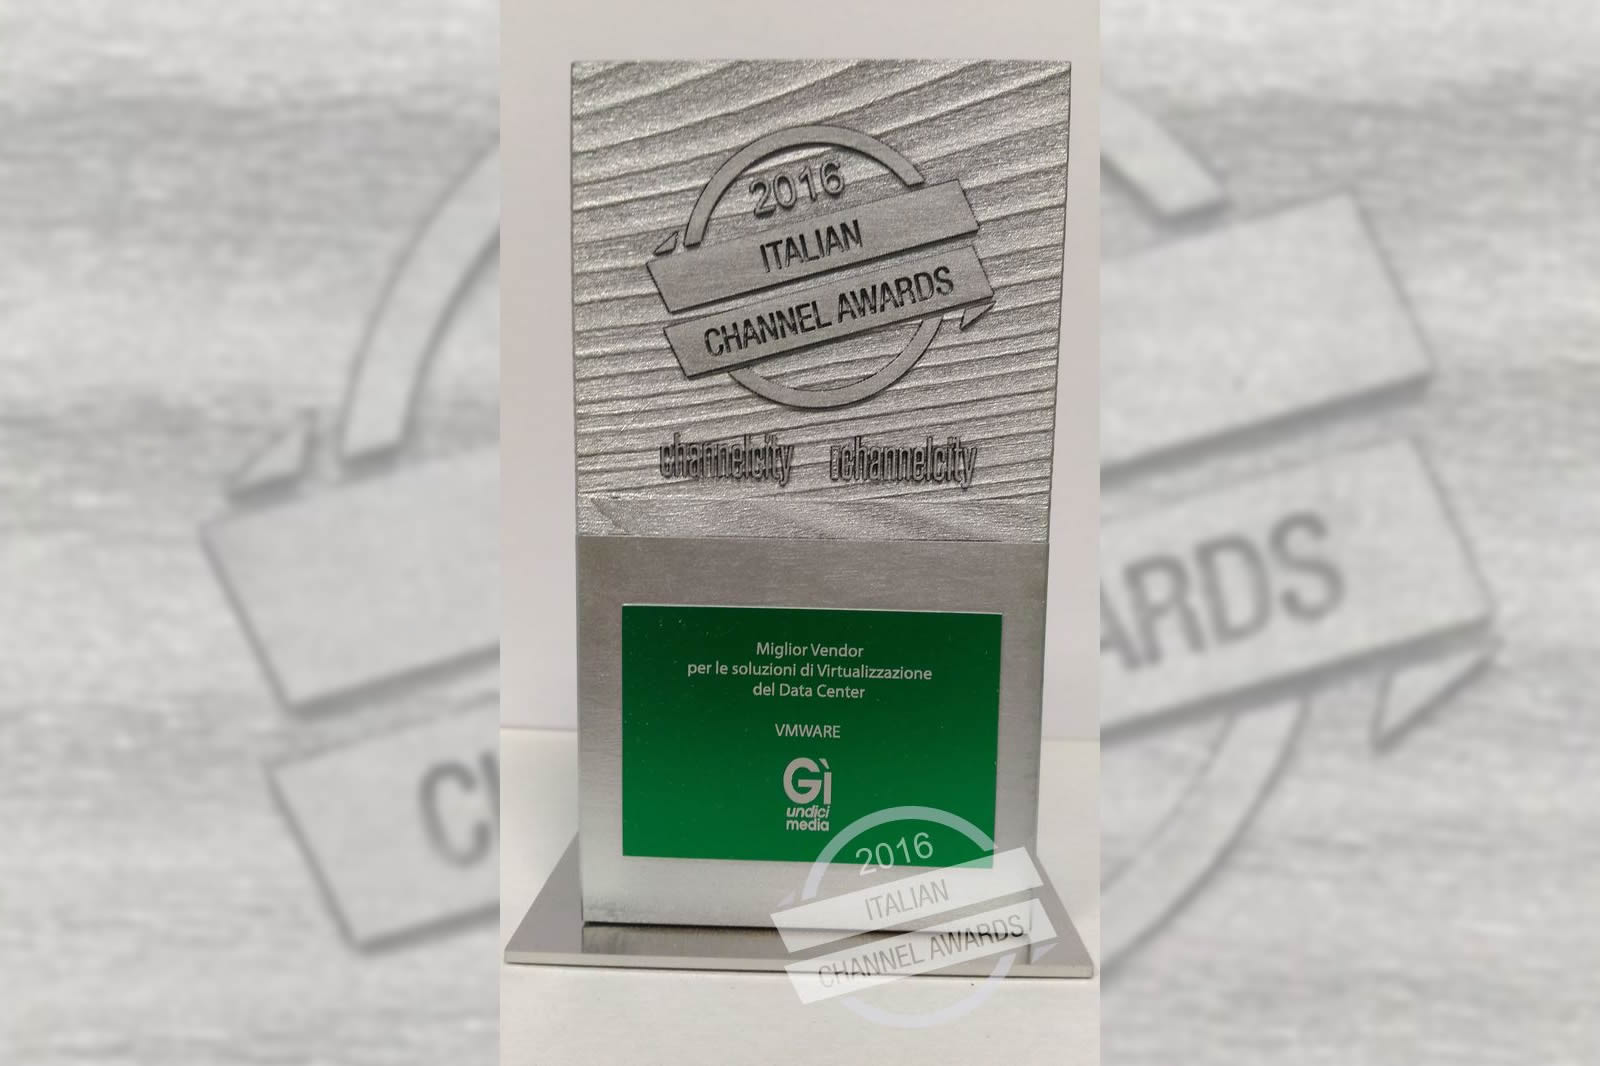 2016
ITALIAN
CHANNEL AWARDS
channelcity channelcity
Miglior Vendor
per le soluzioni di Virtualizzazione
del Data Center
VMWARE
Gì
undici
media
2016
ITALIAN
CHANNEL AWARDS